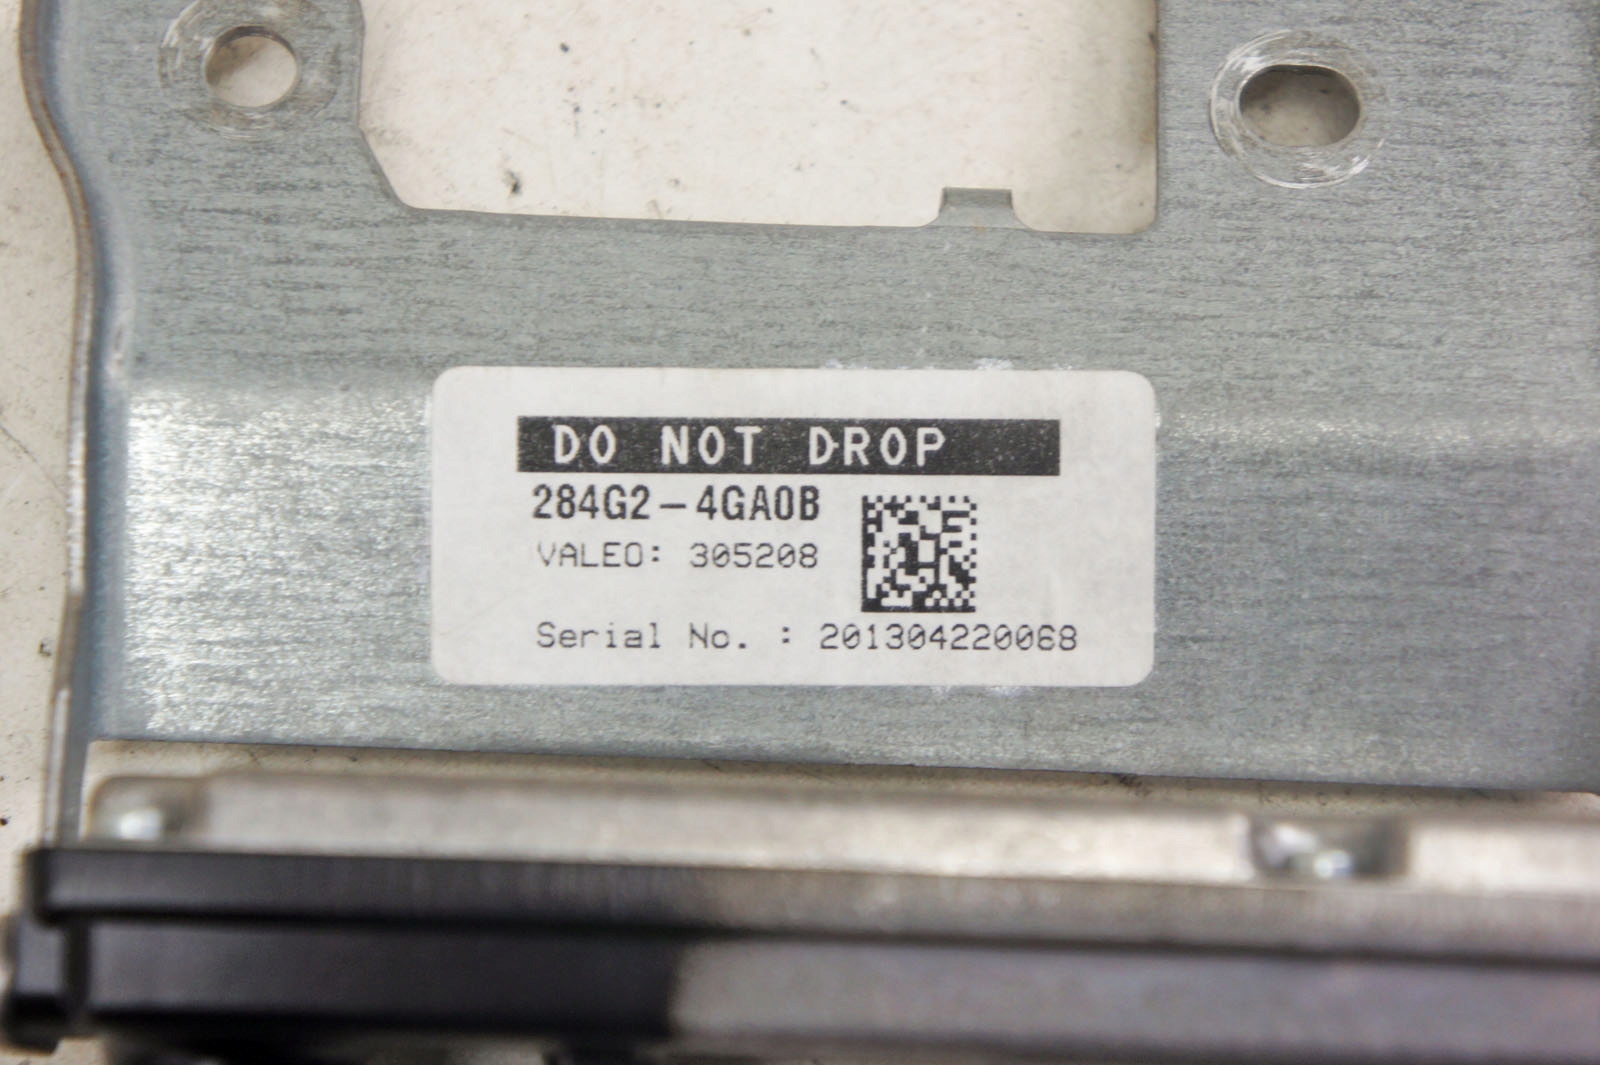 DO NOT DROP
284G2-4GA0B
VALEO: 305208
Serial No. : 201304220068